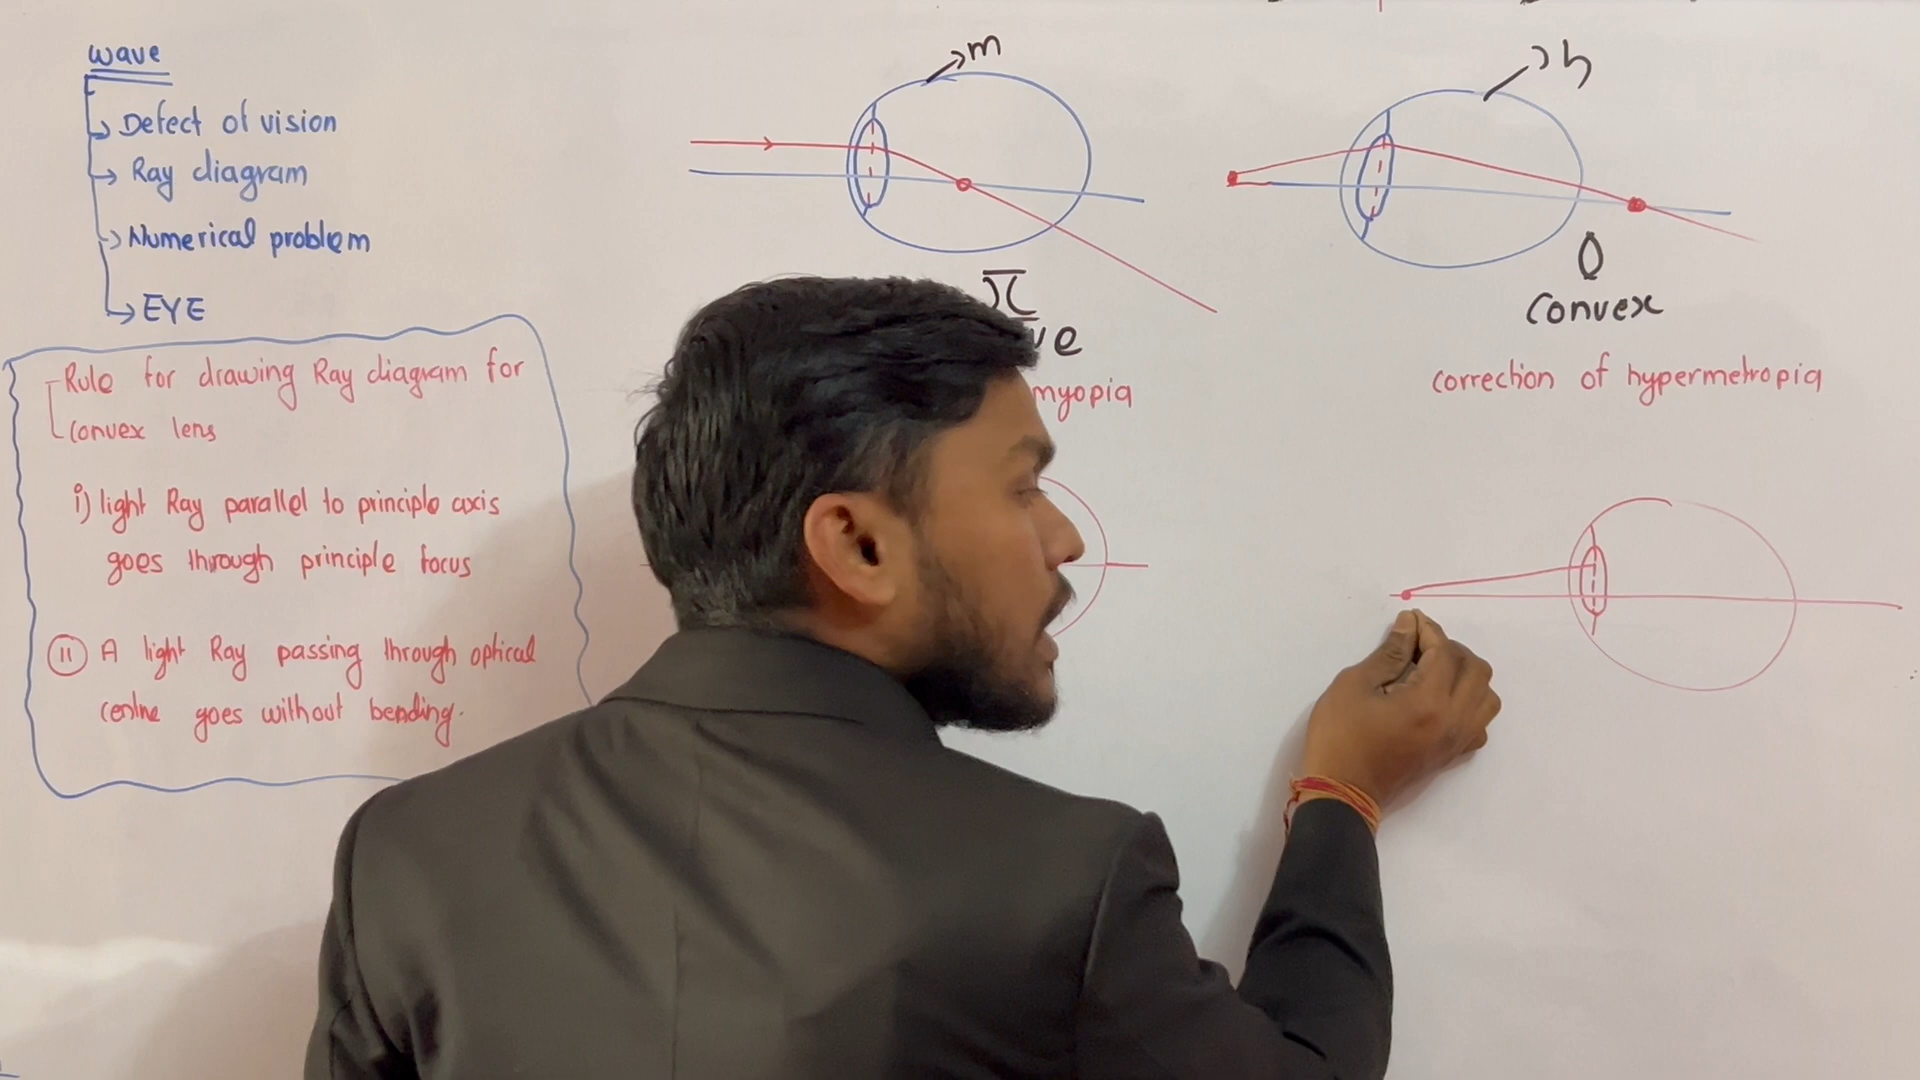 wave
Defect of vision
Ray diagram
Numerical problem
EYE
Rule for drawing Ray diagram for
convex lens
i) light Ray parallel to principle axis
goes through principle focus
11 A light Ray passing through optical
centre goes without bending.
m
ve
myopia
h
convex
correction of hypermetropia